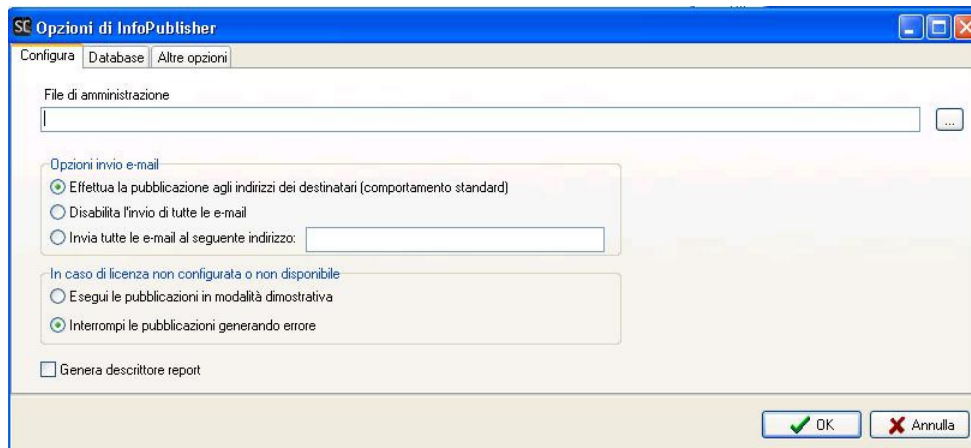 SC Opzioni di InfoPublisher
Configura Database Altre opzioni
File di amministrazione
...
Opzioni invio e-mail
Effettua la pubblicazione agli indirizzi dei destinatari (comportamento standard)
Disabilita l'invio di tutte le e-mail
Invia tutte le e-mail al seguente indirizzo:
In caso di licenza non configurata o non disponibile
Esegui le pubblicazioni in modalità dimostrativa
Interrompi le pubblicazioni generando errore
Genera descrittore report
OK Annulla